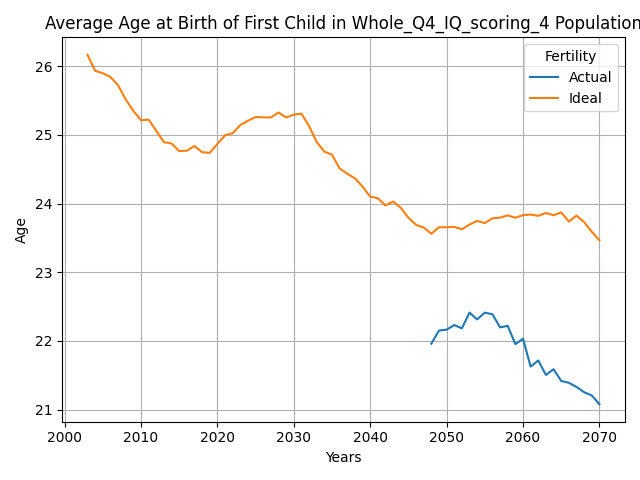 Average Age at Birth of First Child in Whole_Q4_IQ_scoring_4 Population
Fertility
Actual
Ideal
26
25
24
23
22
21
Age
2000 2010 2020 2030 2040 2050 2060 2070
Years